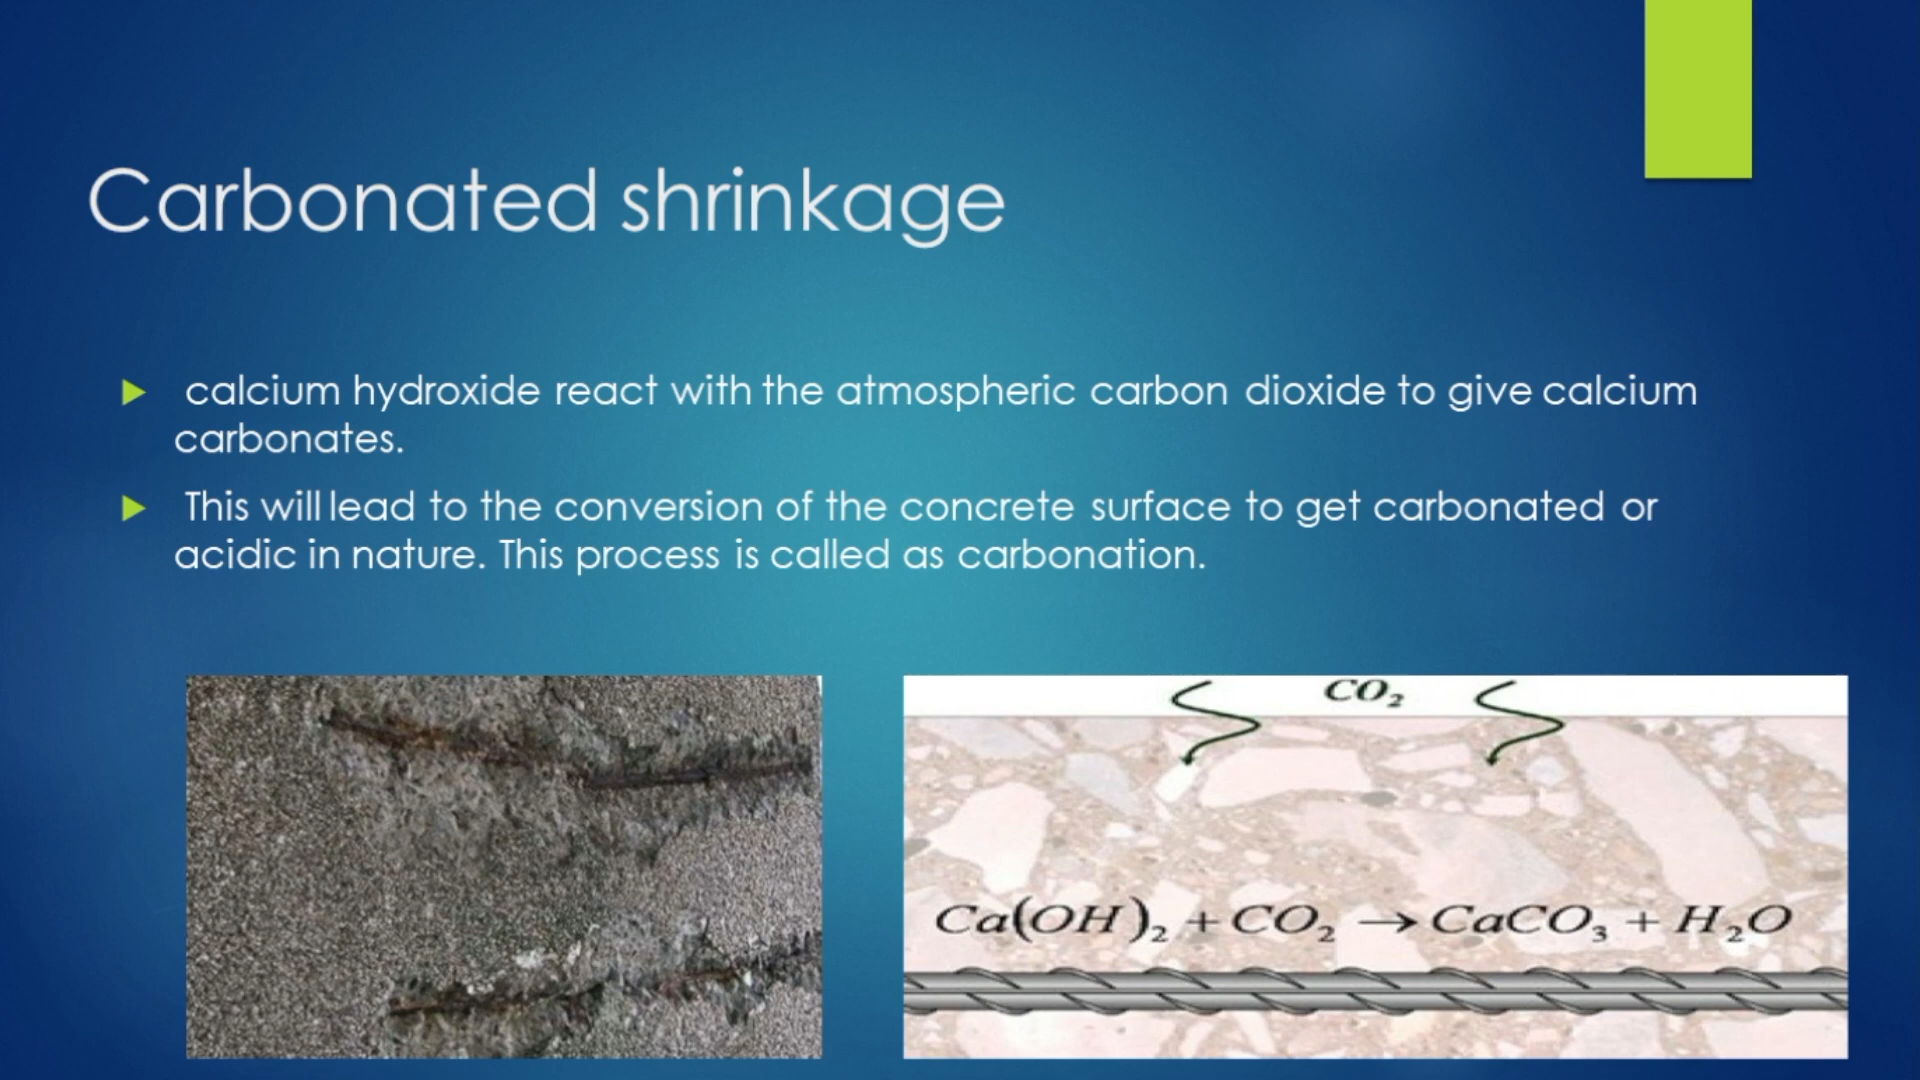 Carbonated shrinkage
calcium hydroxide react with the atmospheric carbon dioxide to give calcium
carbonates.
This will lead to the conversion of the concrete surface to get carbonated or
acidic in nature. This process is called as carbonation.
CO₂
Ca(OH)₂ + CO₂ → CaCO₃ + H₂O